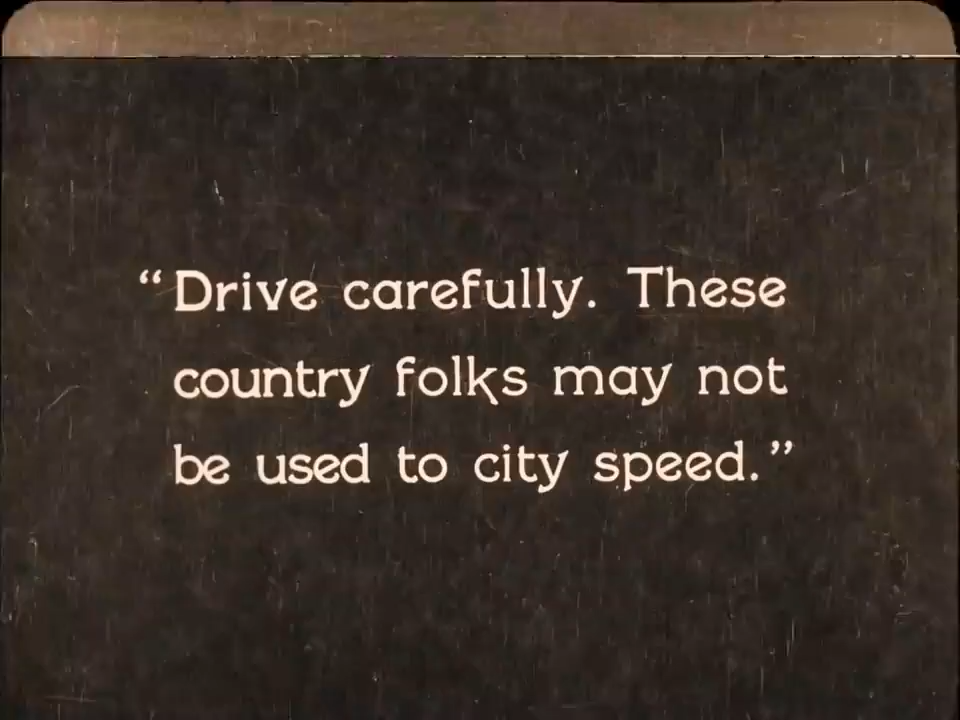 “Drive carefully. These
country folks may not
be used to city speed.”